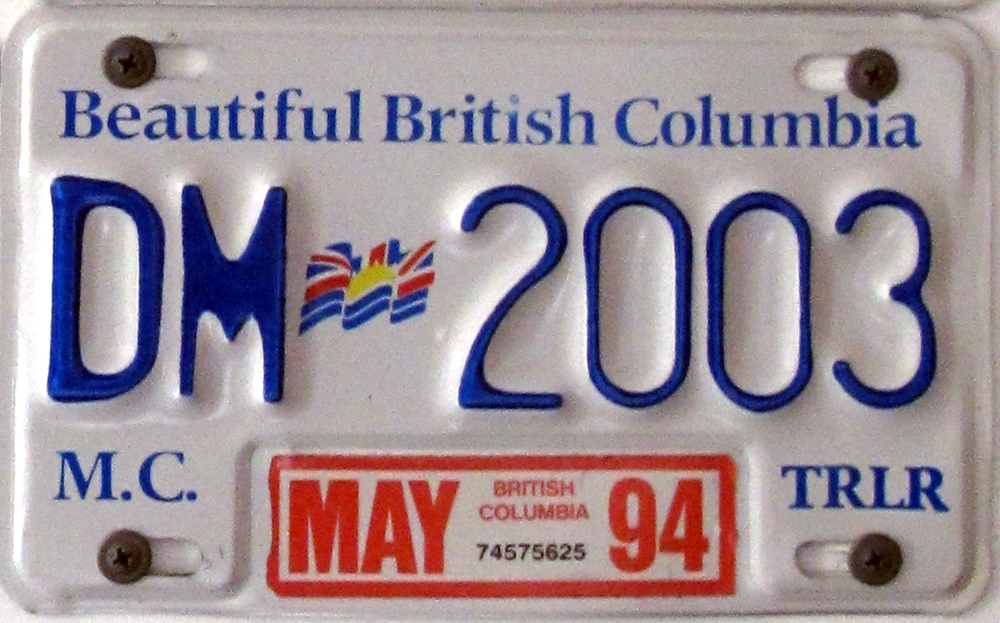 Beautiful British Columbia
DM 2003
M.C.
MAY
BRITISH
COLUMBIA
74575625
94
TRLR